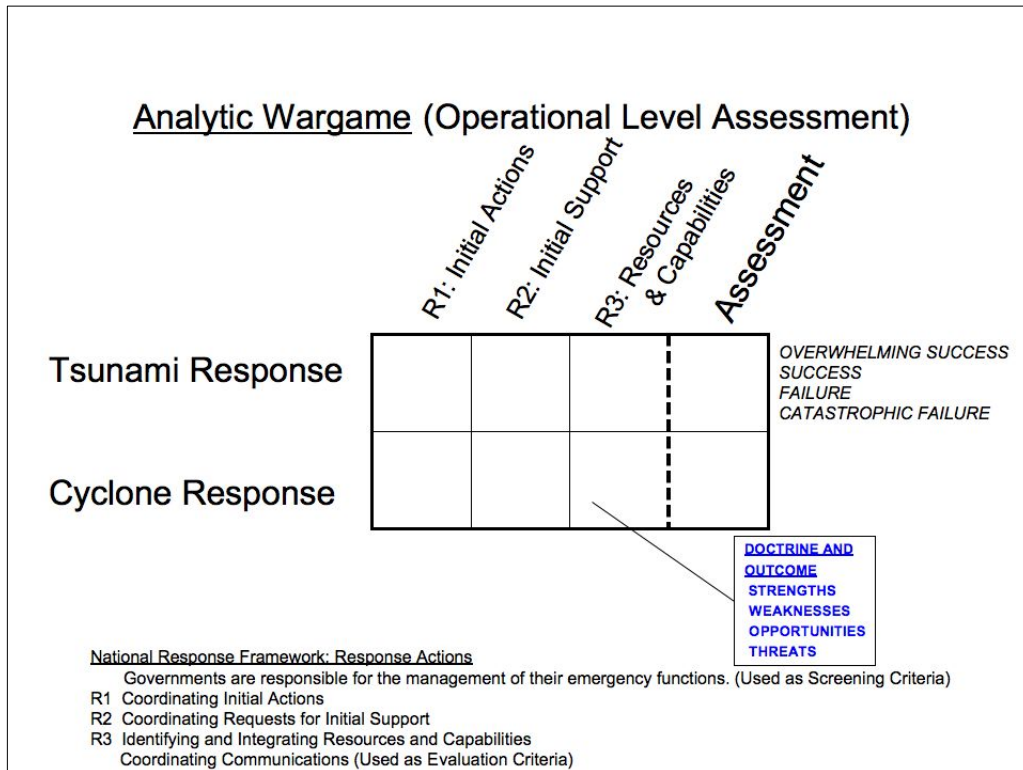 Analytic Wargame (Operational Level Assessment)
R1: Initial Actions
R2: Initial Support
R3: Resources
& Capabilities
Assessment
Tsunami Response
OVERWHELMING SUCCESS
SUCCESS
FAILURE
CATASTROPHIC FAILURE
Cyclone Response
DOCTRINE AND
OUTCOME
STRENGTHS
WEAKNESSES
OPPORTUNITIES
THREATS
National Response Framework: Response Actions
Governments are responsible for the management of their emergency functions. (Used as Screening Criteria)
R1 Coordinating Initial Actions
R2 Coordinating Requests for Initial Support
R3 Identifying and Integrating Resources and Capabilities
Coordinating Communications (Used as Evaluation Criteria)